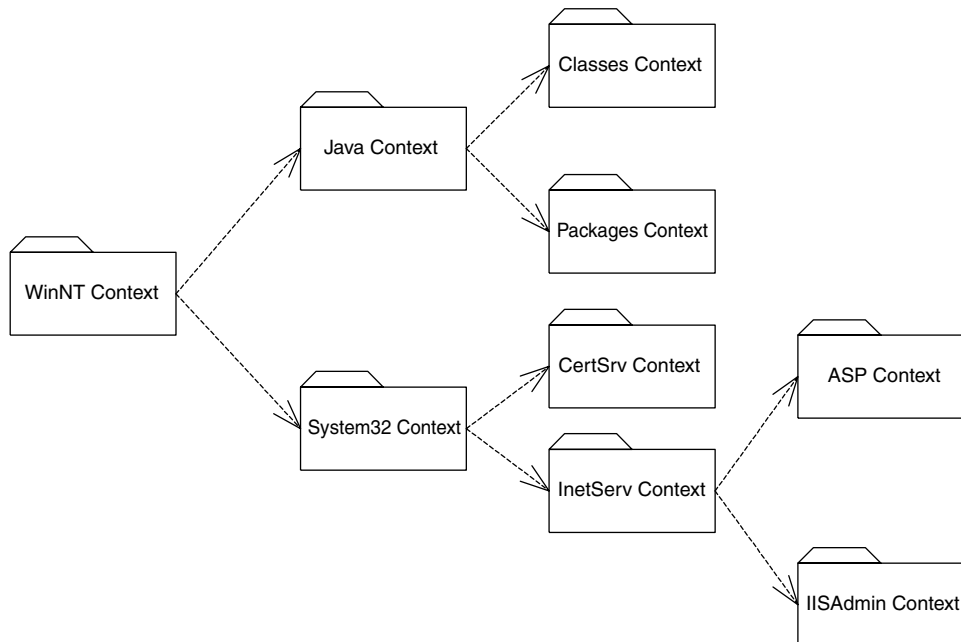 Classes Context
Java Context
Packages Context
WinNT Context
CertSrv Context
ASP Context
System32 Context
InetServ Context
IISAdmin Context